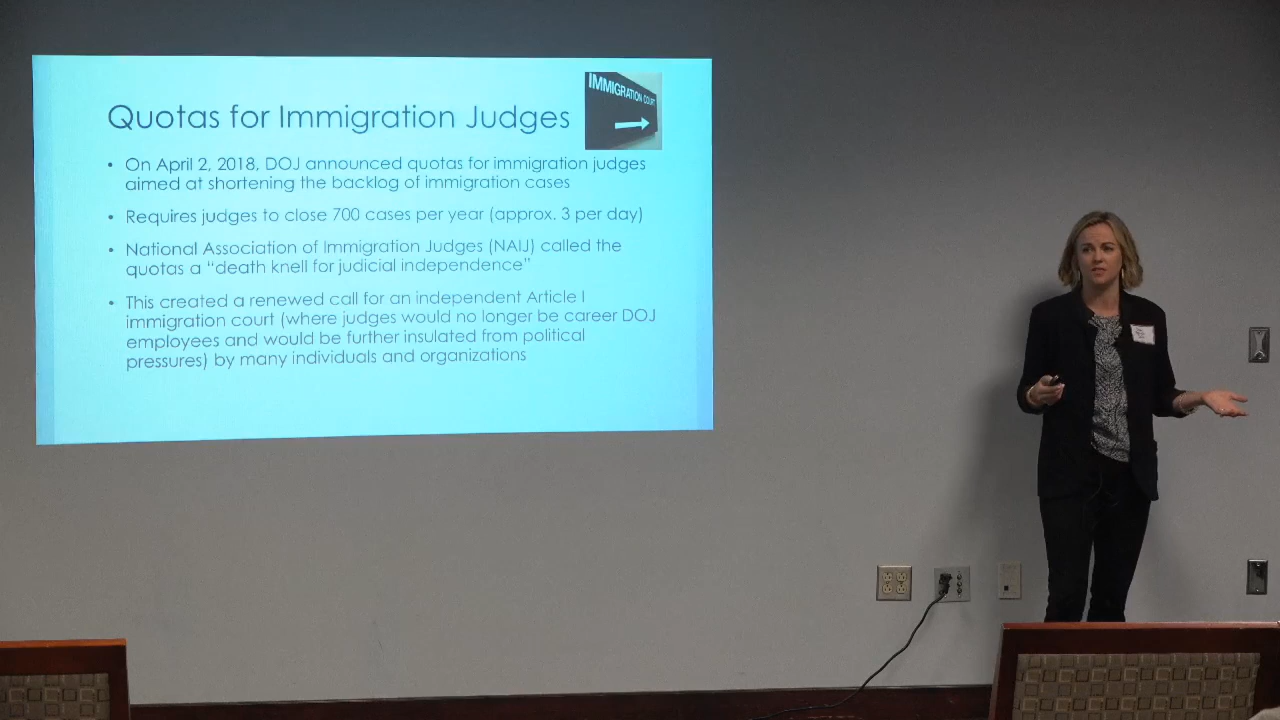 IMMIGRATION COURT
Quotas for Immigration Judges
• On April 2, 2018, DOJ announced quotas for immigration judges
aimed at shortening the backlog of immigration cases
• Requires judges to close 700 cases per year (approx. 3 per day)
• National Association of Immigration Judges (NAIJ) called the
quotas a “death knell for judicial independence”
• This created a renewed call for an independent Article I
immigration court (where judges would no longer be career DOJ
employees and would be further insulated from political
pressures) by many individuals and organizations